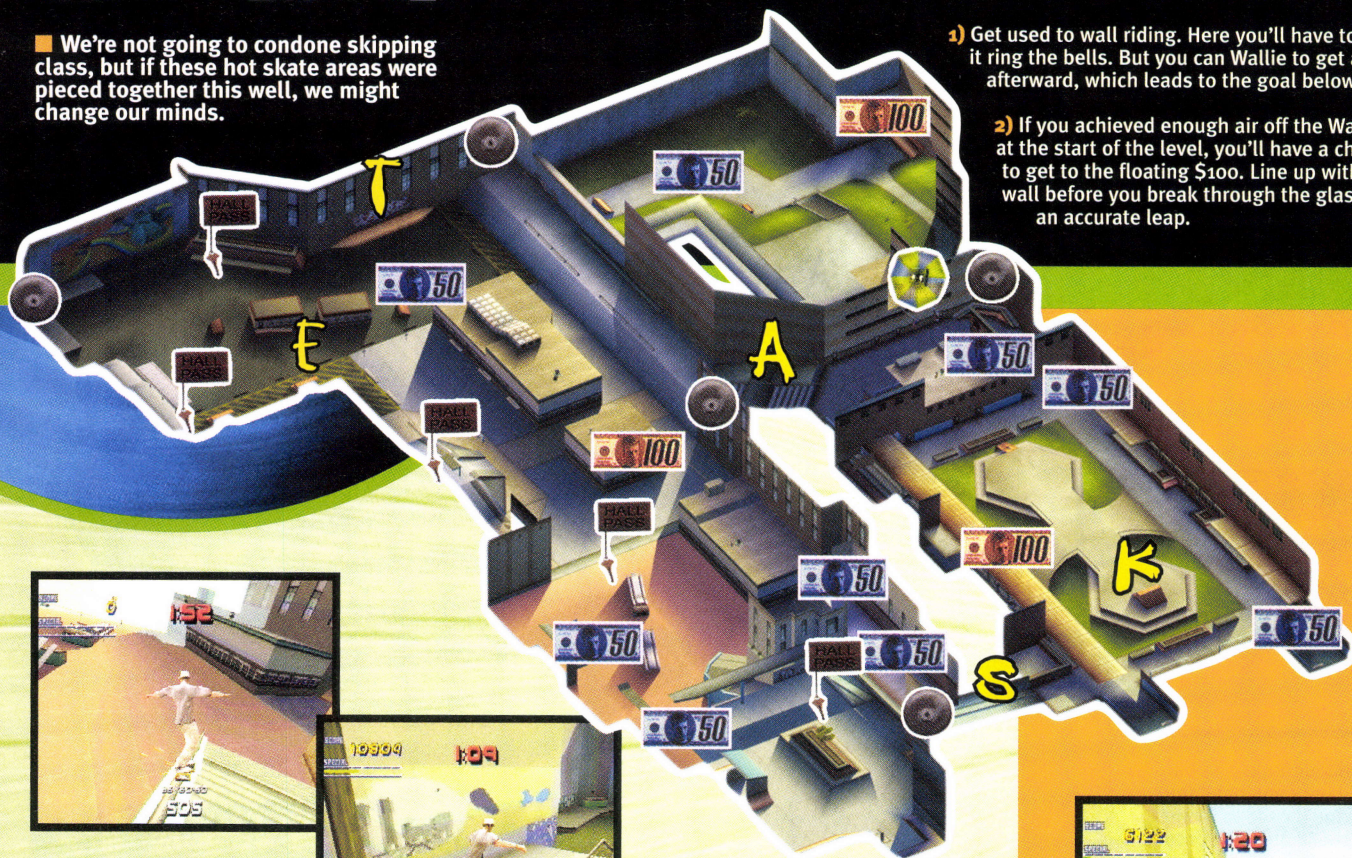 We're not going to condone skipping
class, but if these hot skate areas were
pieced together this well, we might
change our minds.
1) Get used to wall riding. Here you'll have to
it ring the bells. But you can Wallie to get
afterward, which leads to the goal below
2) If you achieved enough air off the
at the start of the level, you'll have a
to get to the floating $100. Line up with
wall before you break through the
an accurate leap.
100
50
T
HALL
PASS
50
E
HALL
PASS
A
50
50
HALL
PASS
100
HALL
PASS
100
K
50
50
50
HALL
PASS
50
S
50
1:52
SOS
10304
1:09
6122
1:20